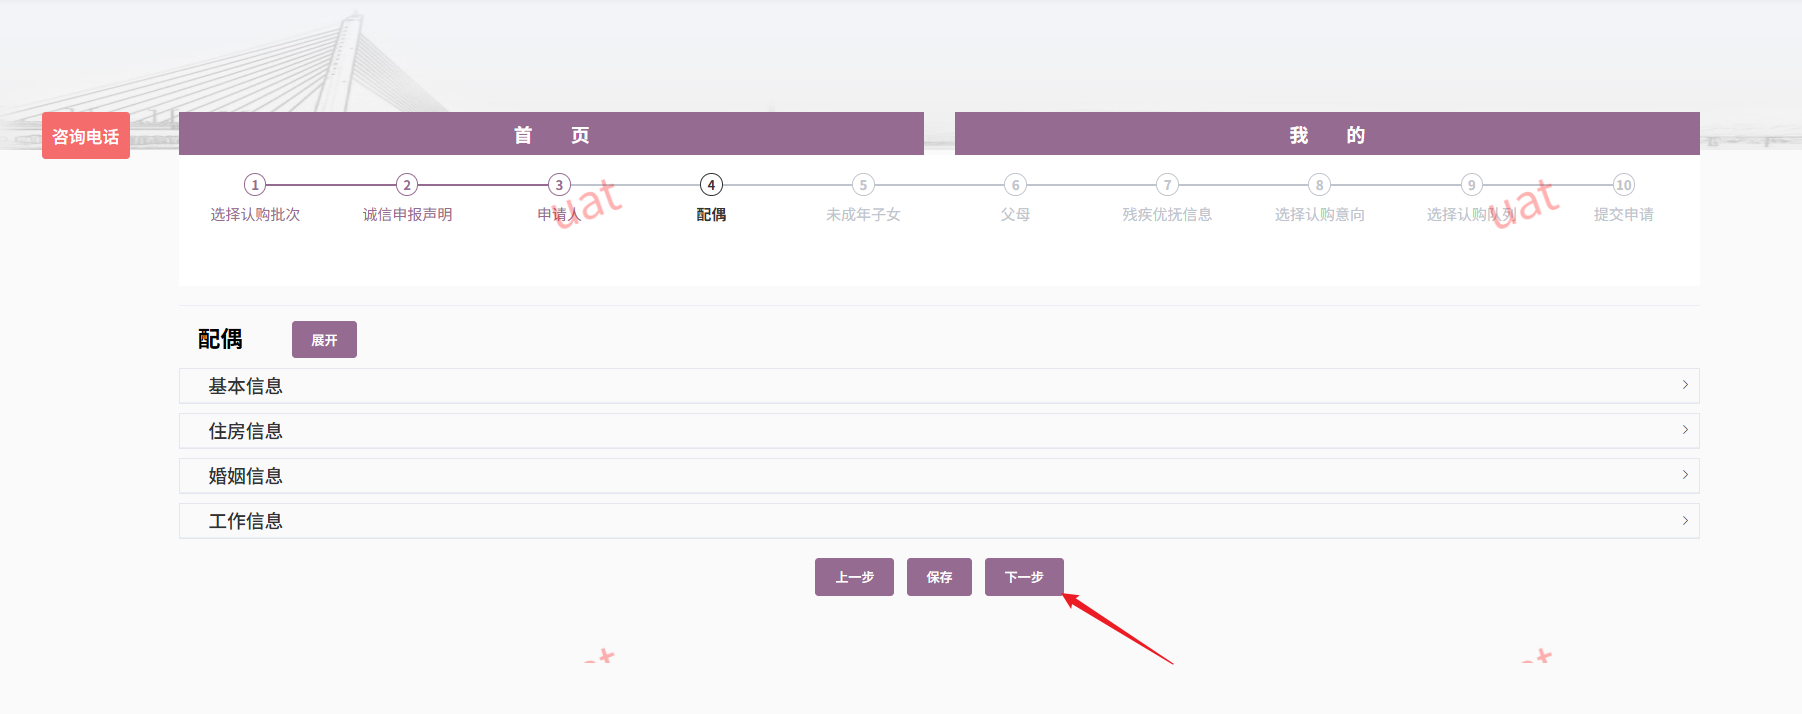 咨询电话
首 页
我 的
1 2 3 4 5 6 7 8 9 10
选择认购批次 诚信申报声明 申请人 配偶 未成年子女 父母 残疾优抚信息 选择认购意向 选择认购队列 提交申请
uat
uat
配偶 展开
基本信息
住房信息
婚姻信息
工作信息
上一步 保存 下一步